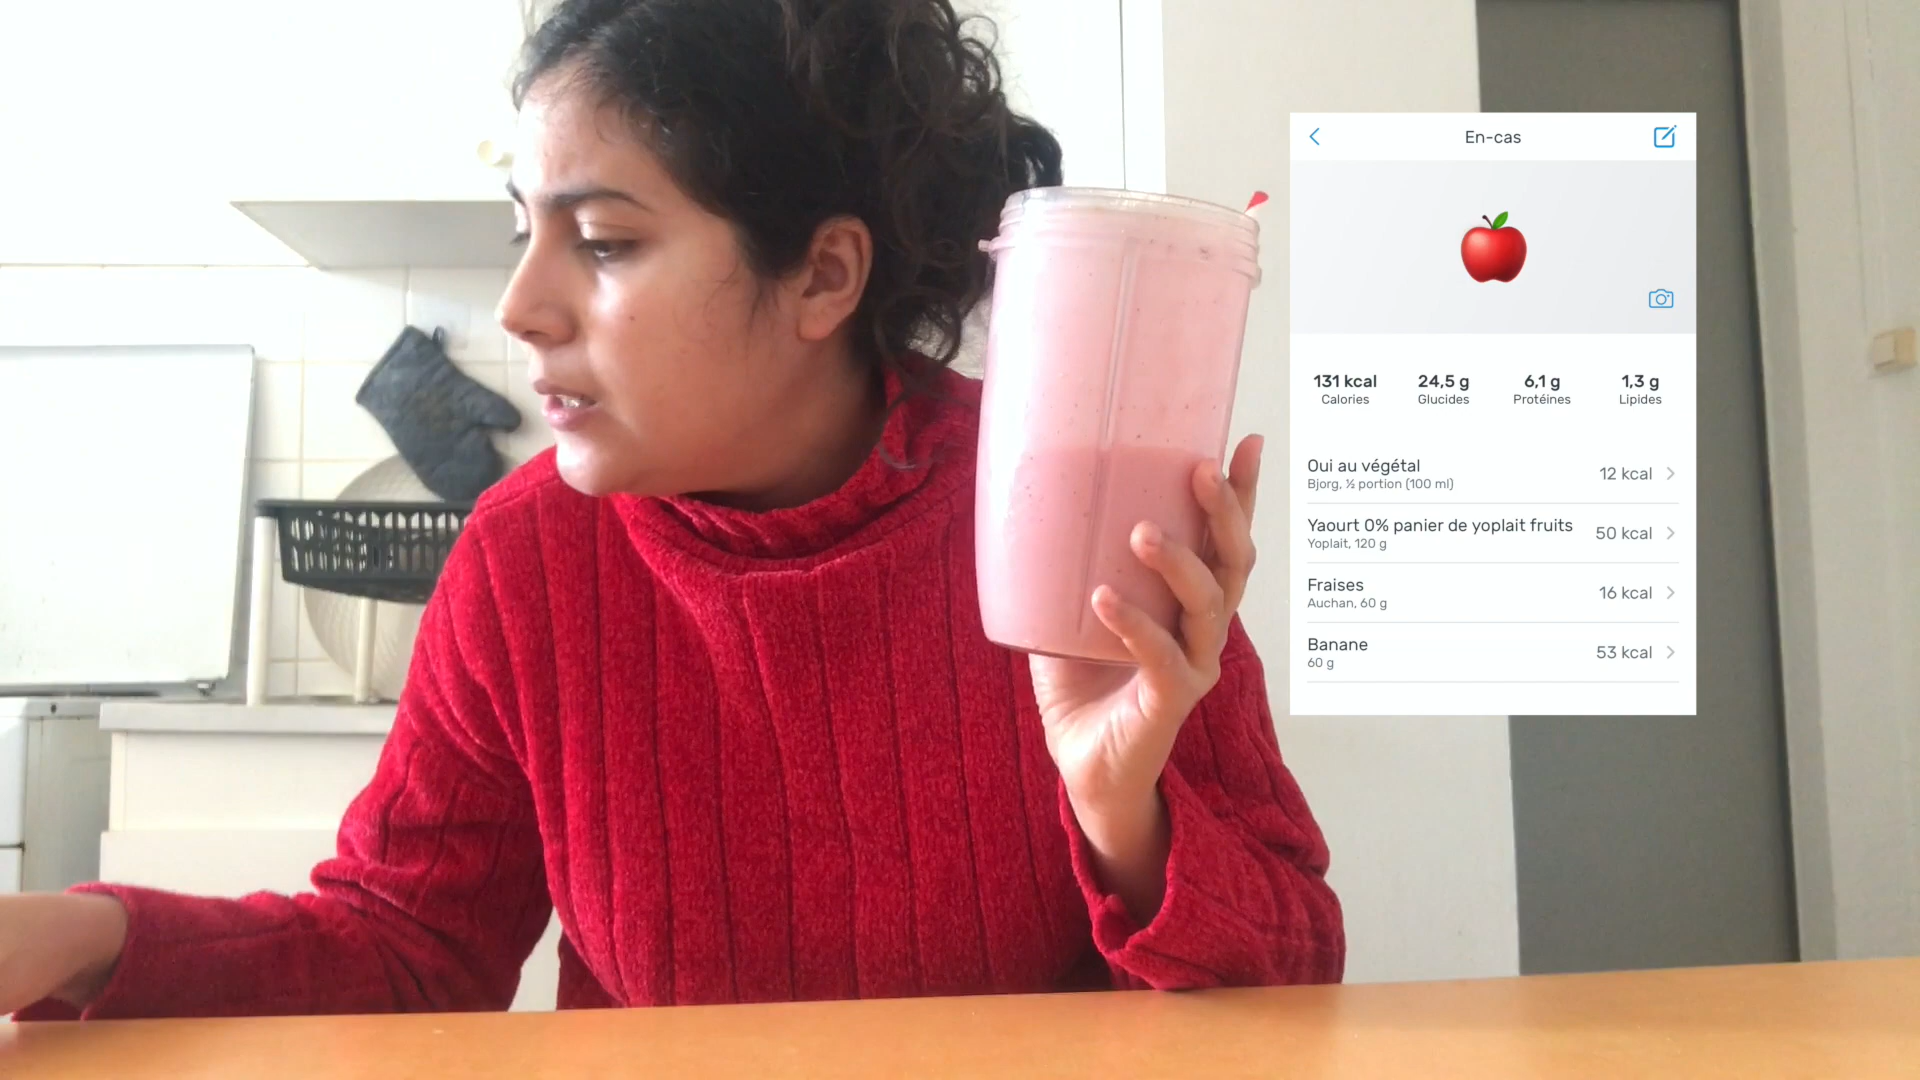 En-cas
131 kcal 24,5 g 6,1 g 1,3 g
Calories Glucides Protéines Lipides
Oui au végétal
Bjorg, ½ portion (100 ml)
12 kcal
Yaourt 0% panier de yoplait fruits
Yoplait, 120 g
50 kcal
Fraises
Auchan, 60 g
16 kcal
Banane
60 g
53 kcal